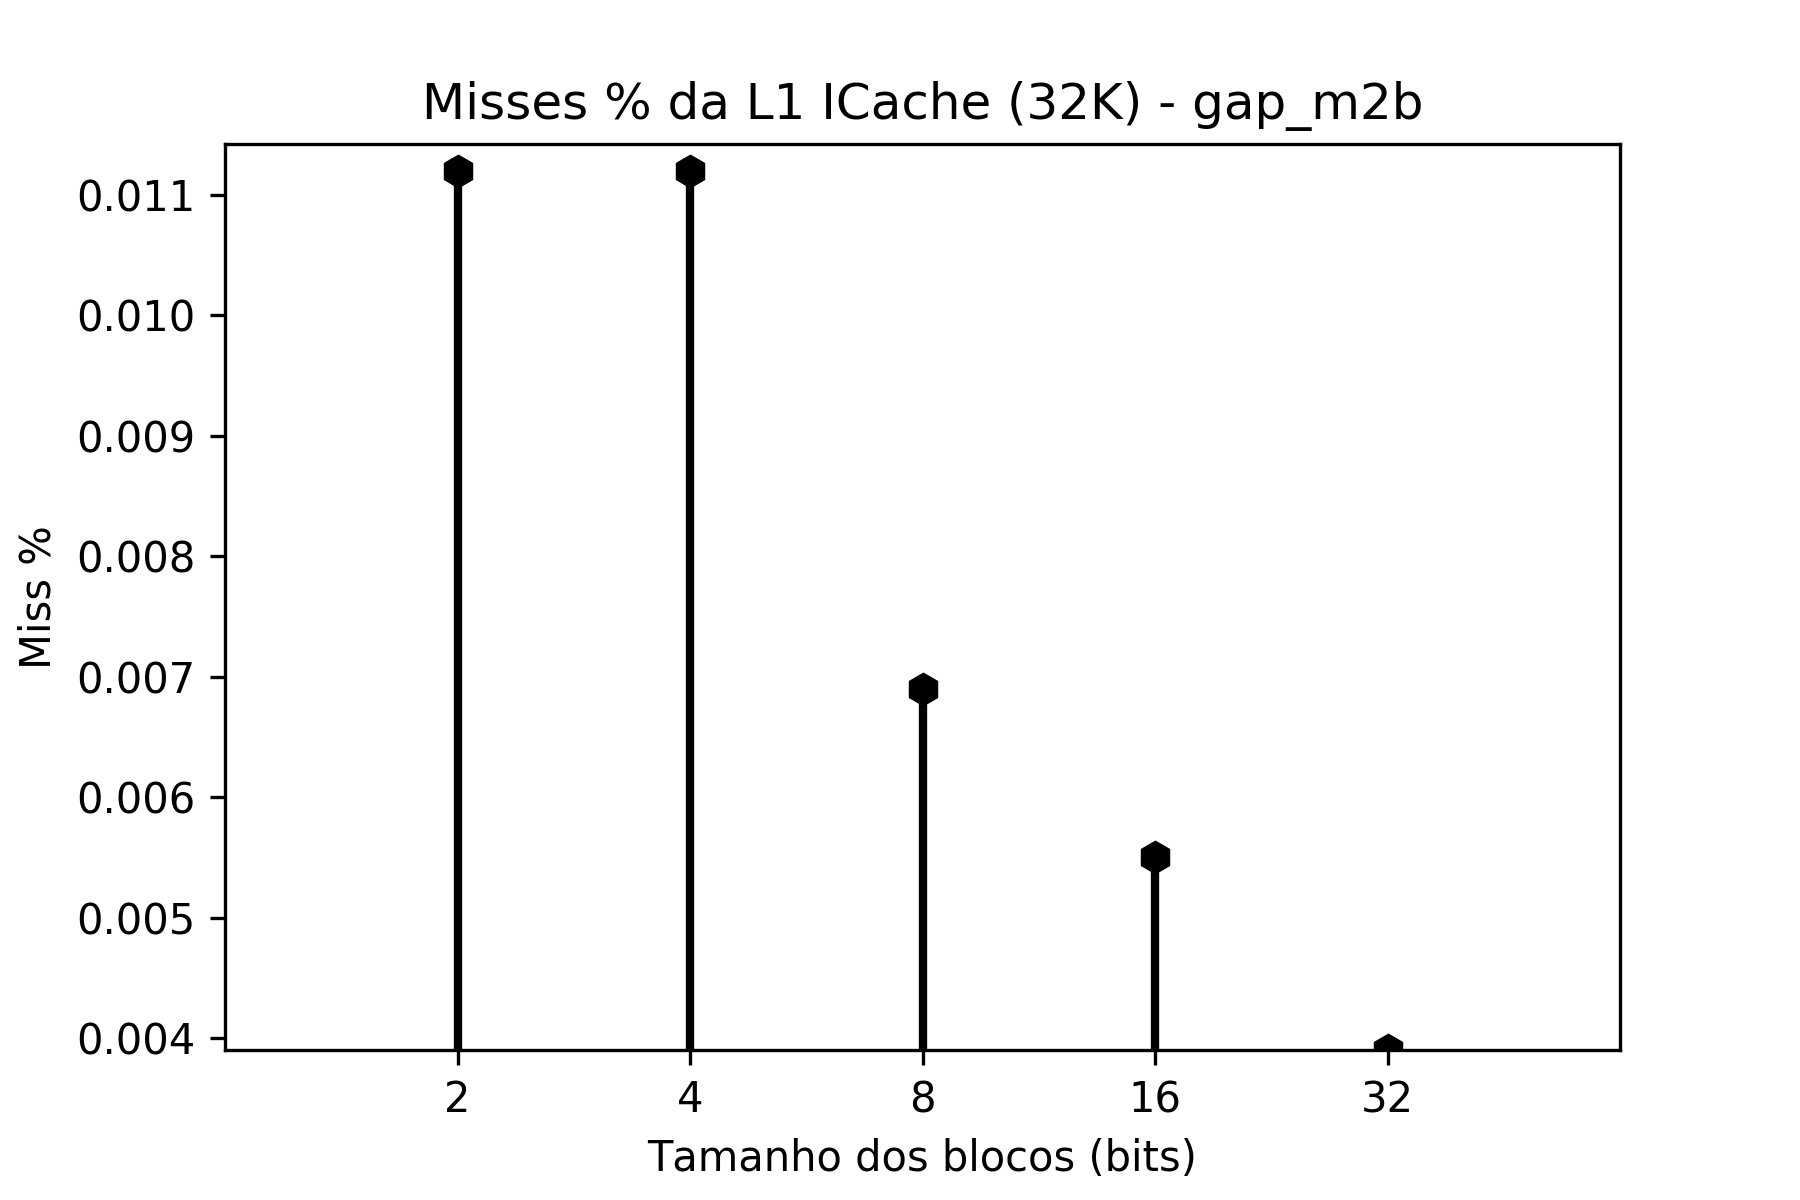 Misses % da L1 ICache (32K) - gap_m2b
Miss %
0.011
0.010
0.009
0.008
0.007
0.006
0.005
0.004
2 4 8 16 32
Tamanho dos blocos (bits)